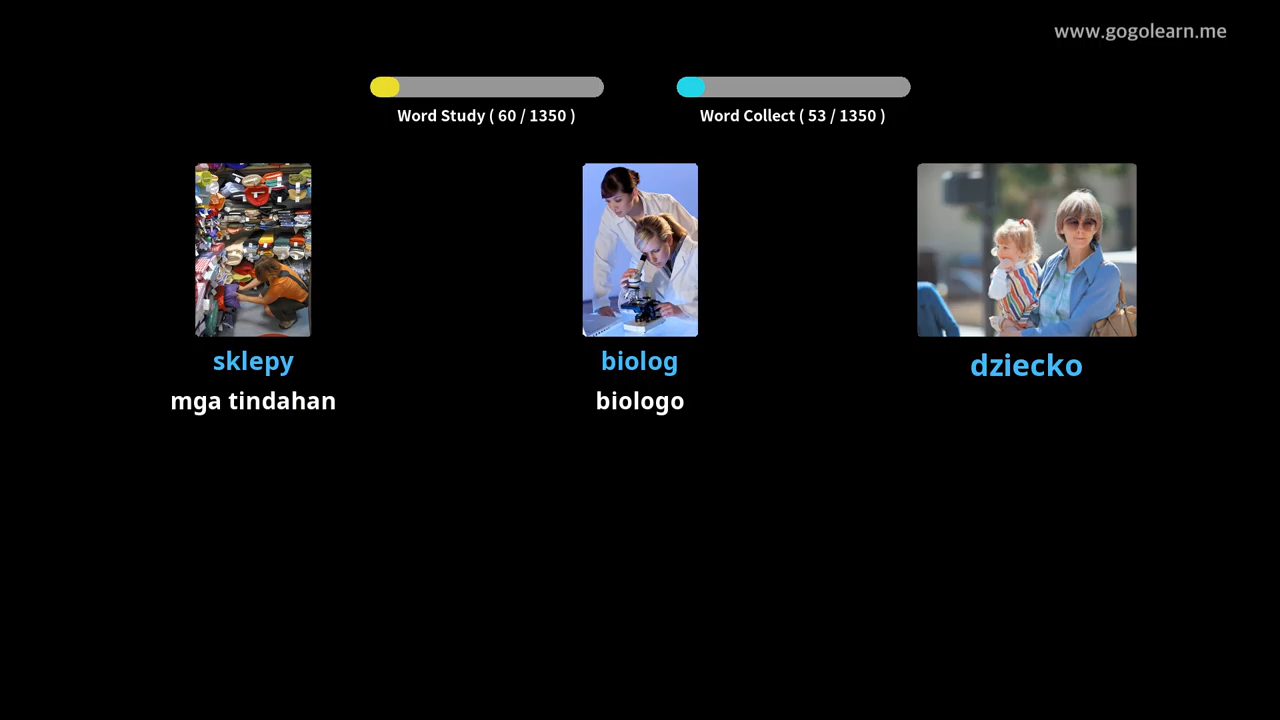 www.gogolearn.me
Word Study ( 60 / 1350 )
Word Collect ( 53 / 1350 )
sklepy
mga tindahan
biolog
biologo
dziecko